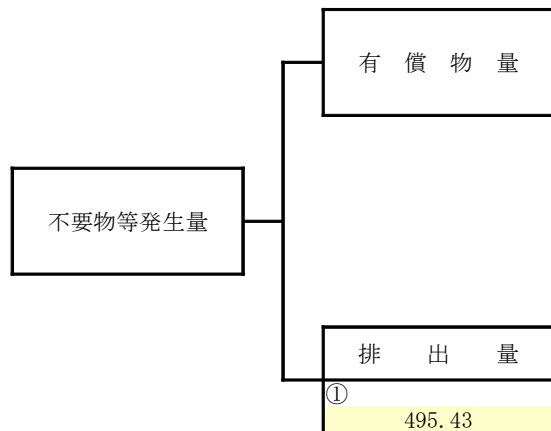 有償物量
不要物等発生量
排出量
①
495.43